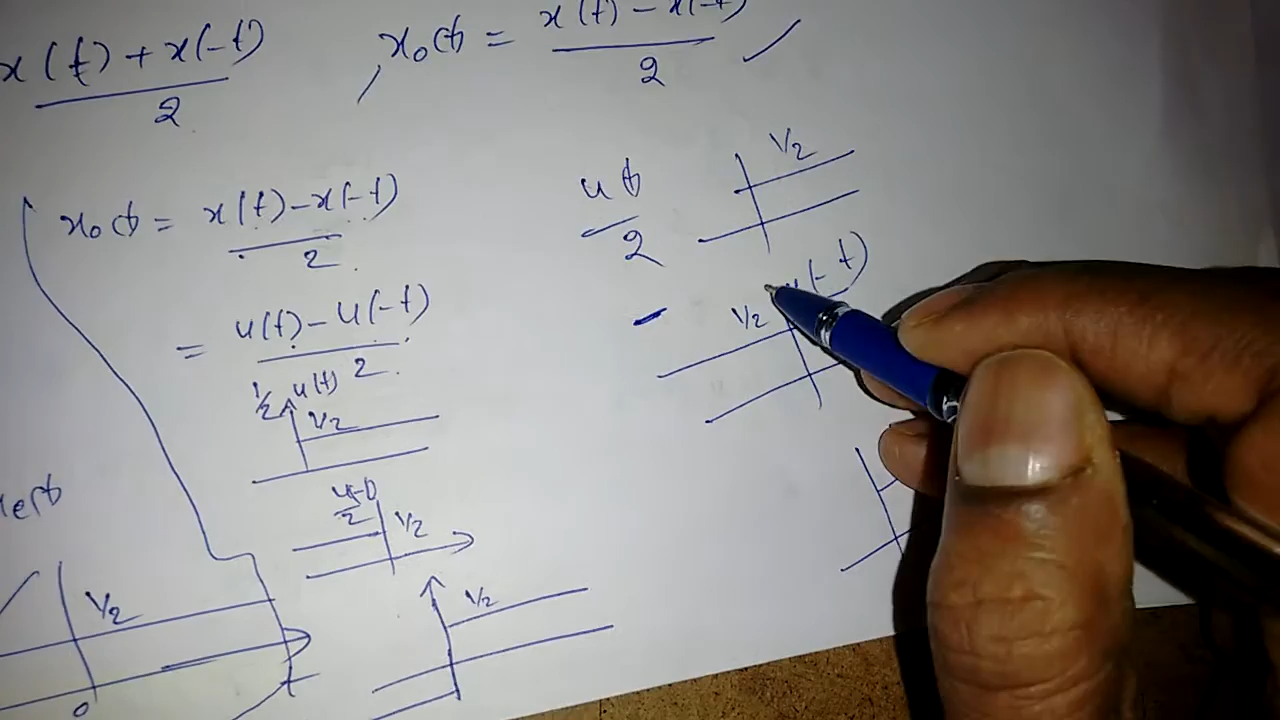 x(t) + x(-t)
2
, x₀(t) = x(t) - x(-t)
2
x₀(t) = x(t) - x(-t)
2
= u(t) - u(-t)
2
1/2 u(t)
1/2
u(-t)
2
1/2
1/2
1/2
0
u(t)
2
1/2
-
1/2
u(-t)